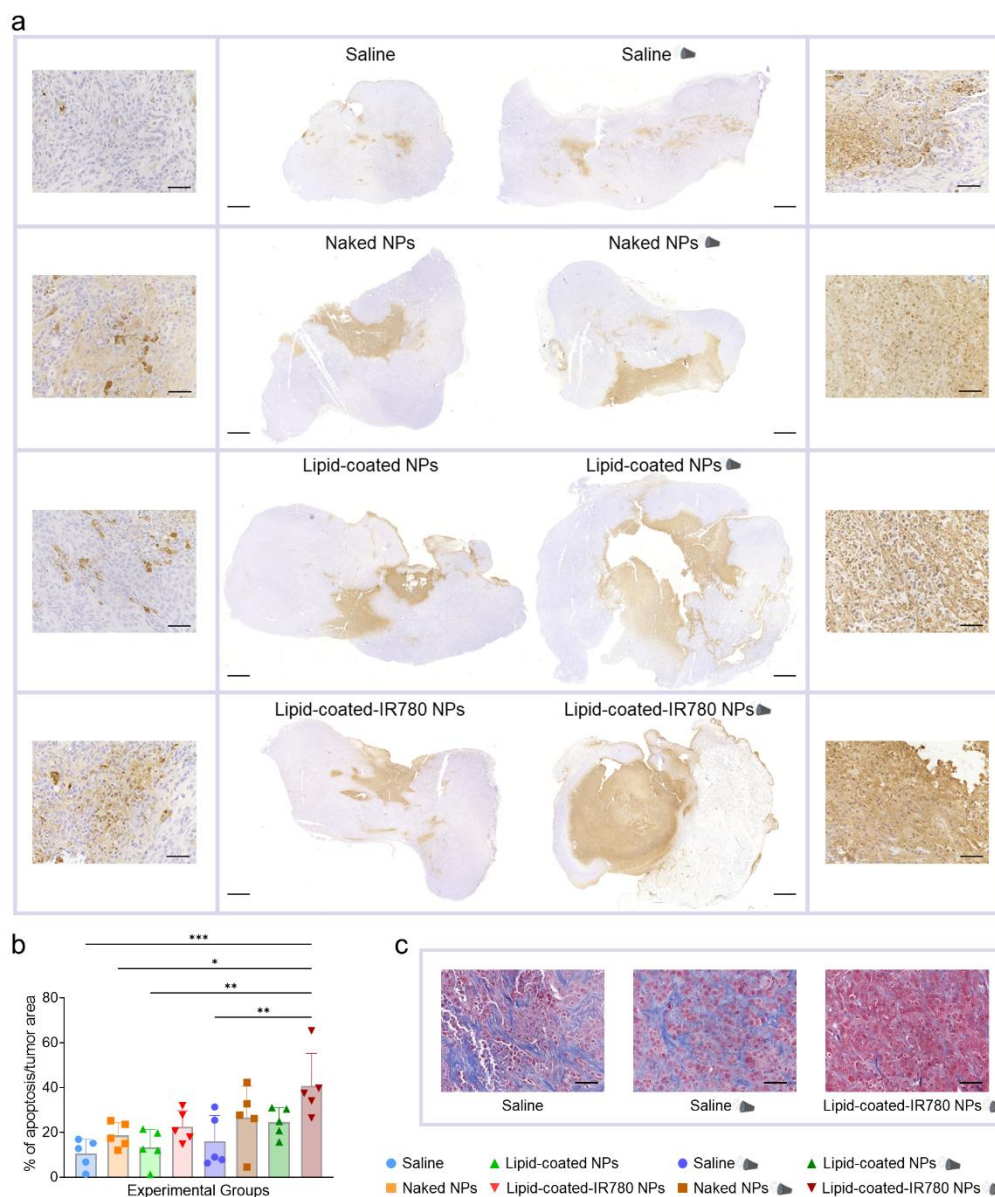 a
Saline
Saline
Naked NPs
Naked NPs
Lipid-coated NPs
Lipid-coated NPs
Lipid-coated-IR780 NPs
Lipid-coated-IR780 NPs
b
***
*
**
**
80
60
40
20
0
% of apoptosis/tumor area
Experimental Groups
c
Saline
Saline
Lipid-coated-IR780 NPs
Saline
Lipid-coated NPs
Saline
Lipid-coated NPs
Naked NPs
Lipid-coated-IR780 NPs
Naked NPs
Lipid-coated-IR780 NPs